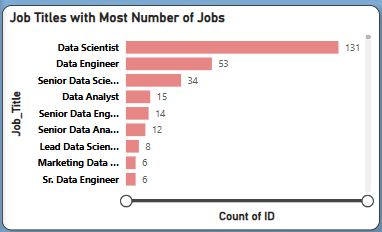 Job Titles with Most Number of Jobs
Data Scientist 131
Data Engineer 53
Senior Data Scie... 34
Data Analyst 15
Senior Data Eng... 14
Senior Data Ana... 12
Lead Data Scien... 8
Marketing Data ... 6
Sr. Data Engineer 6
Job_Title
Count of ID